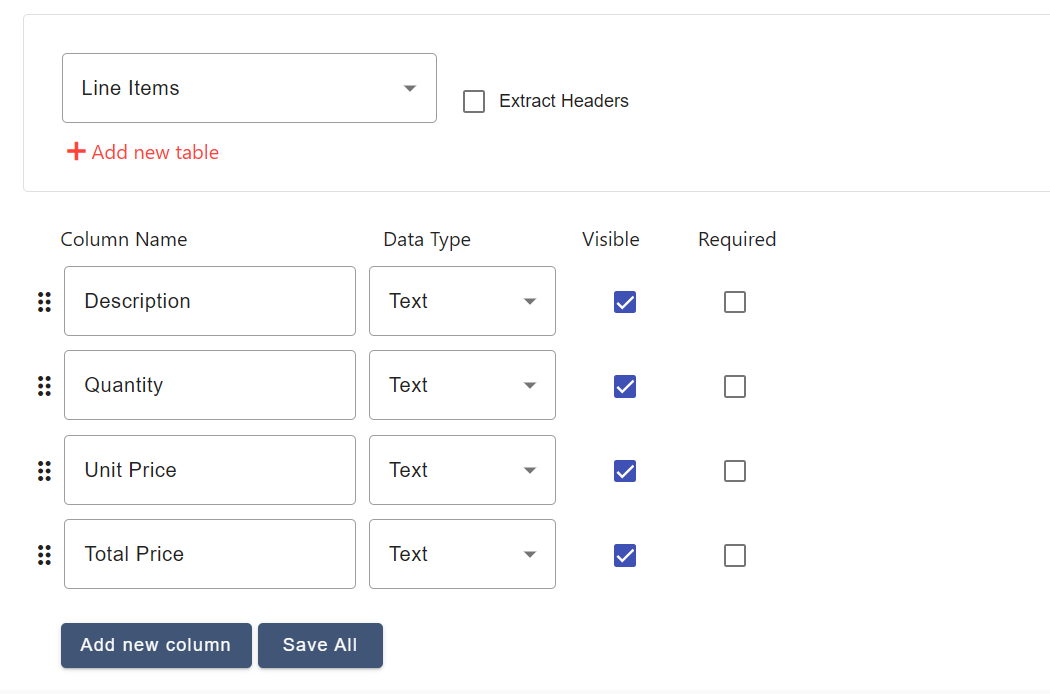 Line Items
Extract Headers
Add new table
Column Name Data Type Visible Required
Description Text
Quantity Text
Unit Price Text
Total Price Text
Add new column Save All